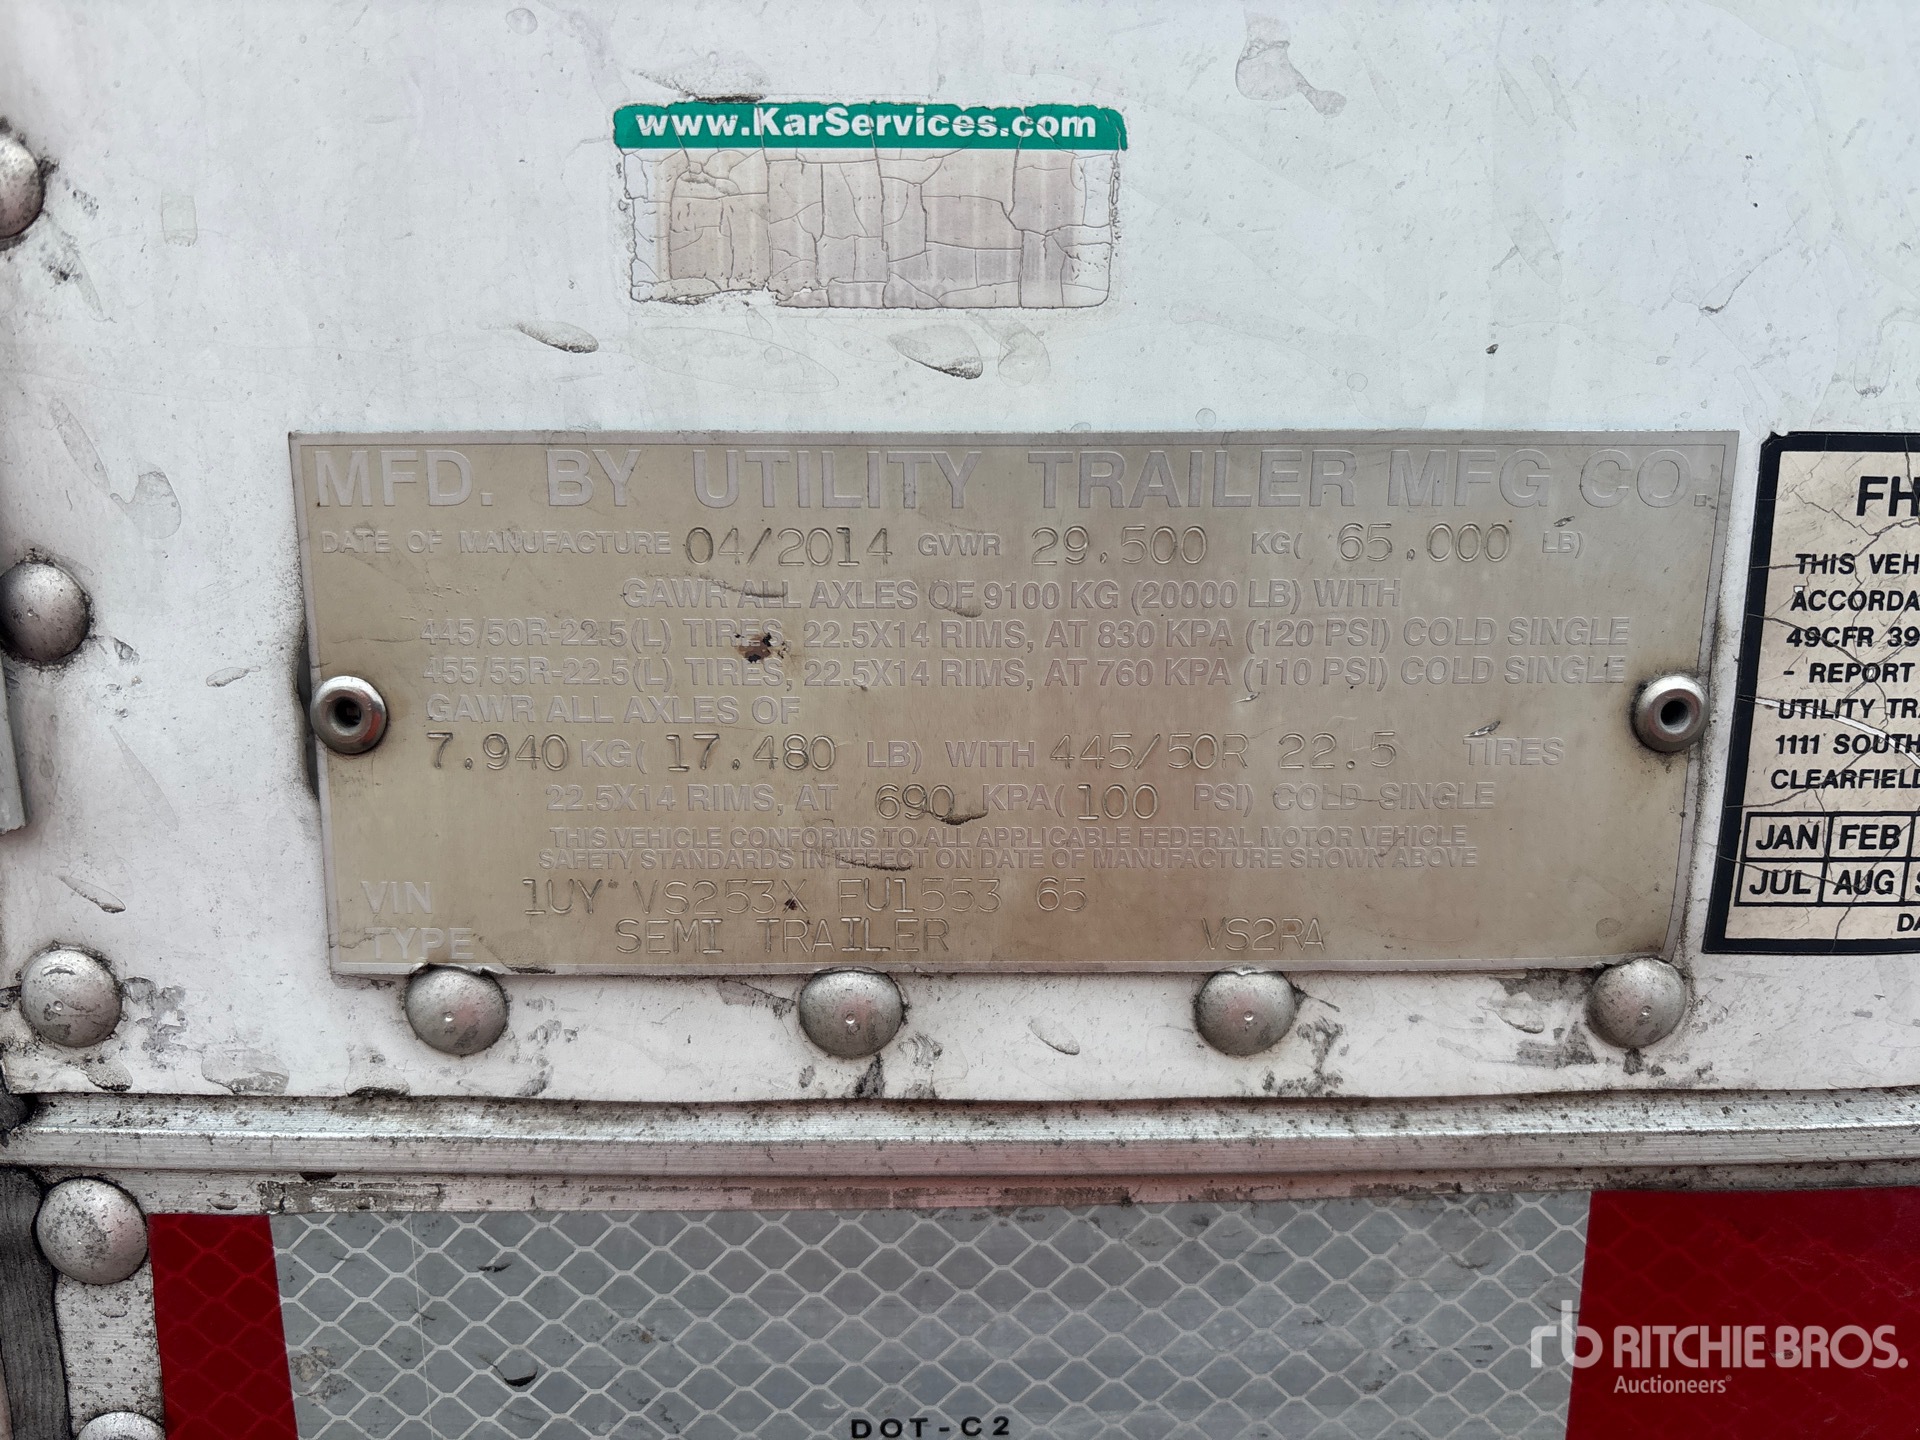 www.KarServices.com
MFD. BY UTILITY TRAILER MFG CO.
DATE OF MANUFACTURE 04/2014 GVWR 29.500 KG( 65.000 LB)
GAWR ALL AXLES OF 9100 KG (20000 LB) WITH
445/50R-22.5(L) TIRES, 22.5X14 RIMS, AT 830 KPA (120 PSI) COLD SINGLE
455/55R-22.5(L) TIRES, 22.5X14 RIMS, AT 760 KPA (110 PSI) COLD SINGLE
GAWR ALL AXLES OF
7.940 KG( 17.480 LB) WITH 445/50R 22.5 TIRES
22.5X14 RIMS, AT 690 KPA( 100 PSI) COLD SINGLE
THIS VEHICLE CONFORMS TO ALL APPLICABLE FEDERAL MOTOR VEHICLE
SAFETY STANDARDS IN EFFECT ON DATE OF MANUFACTURE SHOWN ABOVE
VIN 1UY VS253X FU1553 65
TYPE SEMI TRAILER VS2RA
FH
THIS VEH
ACCORDA
49CFR 39
- REPORT
UTILITY TR
1111 SOUTH
CLEARFIELD
JAN FEB
JUL AUG S
DA
DOT-C2
rb RITCHIE BROS.
Auctioneers